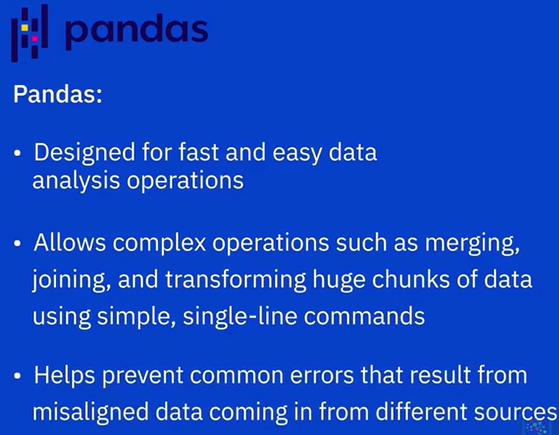 pandas
Pandas:
• Designed for fast and easy data
analysis operations
• Allows complex operations such as merging,
joining, and transforming huge chunks of data
using simple, single-line commands
• Helps prevent common errors that result from
misaligned data coming in from different sources